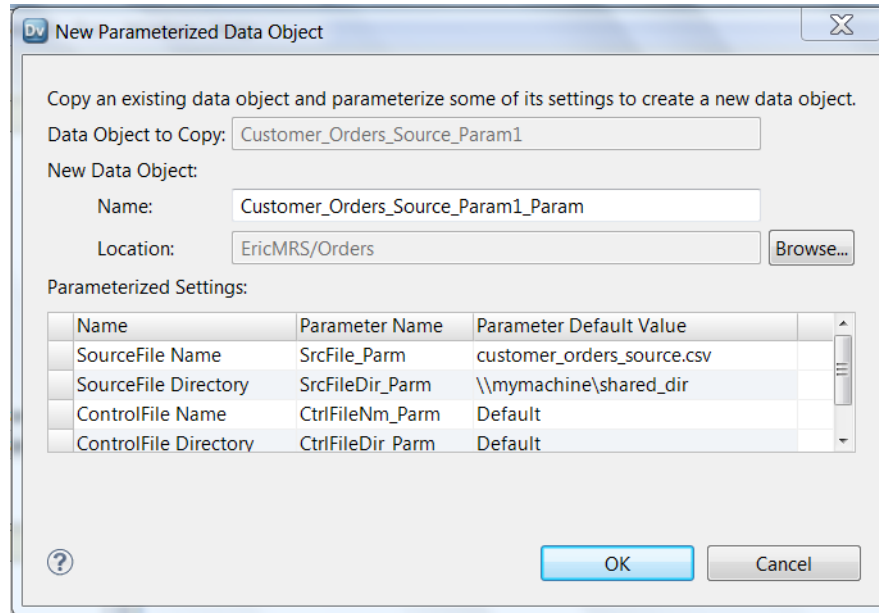 Dv New Parameterized Data Object
Copy an existing data object and parameterize some of its settings to create a new data object.
Data Object to Copy: Customer_Orders_Source_Param1
New Data Object:
Name: Customer_Orders_Source_Param1_Param
Location: EricMRS/Orders Browse...
Parameterized Settings:
Name Parameter Name Parameter Default Value
SourceFile Name SrcFile_Parm customer_orders_source.csv
SourceFile Directory SrcFileDir_Parm \\mymachine\shared_dir
ControlFile Name CtrlFileNm_Parm Default
ControlFile Directory CtrlFileDir_Parm Default
? OK Cancel